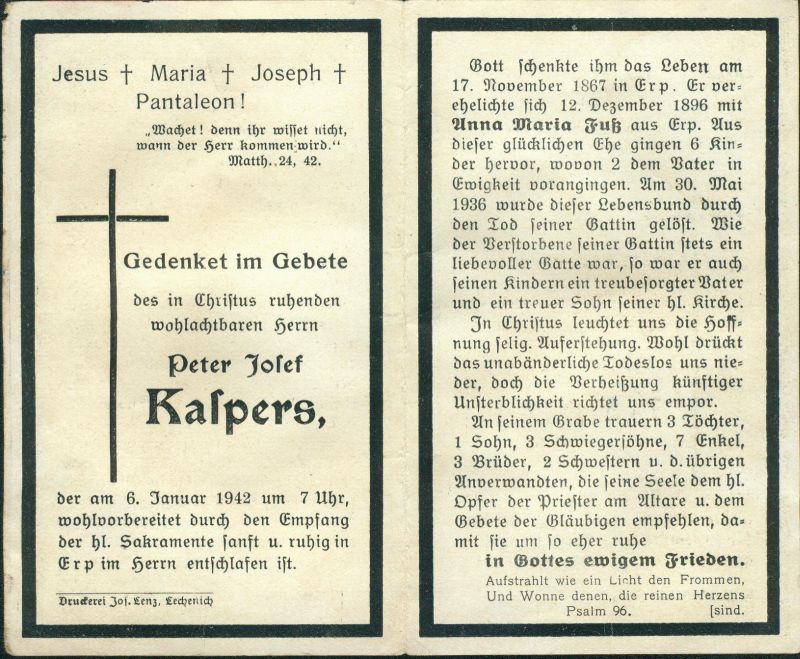 Jesus † Maria † Joseph †
Pantaleon!
„Wachet! denn ihr wisset nicht,
wann der Herr kommen wird.“
Matth. 24, 42.
Gedenket im Gebete
des in Christus ruhenden
wohlachtbaren Herrn
Peter Josef
Kaspers,
der am 6. Januar 1942 um 7 Uhr,
wohlvorbereitet durch den Empfang
der hl. Sakramente sanft u. ruhig in
Erp im Herrn entschlafen ist.
Druckerei Jos. Lenz, Lechenich
Gott schenkte ihm das Leben am
17. November 1867 in Erp. Er ver-
ehelichte sich 12. Dezember 1896 mit
Anna Maria Fuß aus Erp. Aus
dieser glücklichen Ehe gingen 6 Kin-
der hervor, wovon 2 dem Vater in
Ewigkeit vorangingen. Am 30. Mai
1936 wurde dieser Lebensbund durch
den Tod seiner Gattin gelöst. Wie
der Verstorbene seiner Gattin stets ein
liebevoller Gatte war, so war er auch
seinen Kindern ein treubesorgter Vater
und ein treuer Sohn seiner hl. Kirche.
In Christus leuchtet uns die Hoff-
nung selig. Auferstehung. Wohl drückt
das unabänderliche Todeslos uns nie-
der, doch die Verheißung künftiger
Unsterblichkeit richtet uns empor.
An seinem Grabe trauern 3 Töchter,
1 Sohn, 3 Schwiegersöhne, 7 Enkel,
3 Brüder, 2 Schwestern u. d. übrigen
Anverwandten, die seine Seele dem hl.
Opfer der Priester am Altare u. dem
Gebete der Gläubigen empfehlen, da-
mit sie um so eher ruhe
in Gottes ewigem Frieden.
Aufstrahlt wie ein Licht den Frommen,
Und Wonne denen, die reinen Herzens
Psalm 96. [sind.